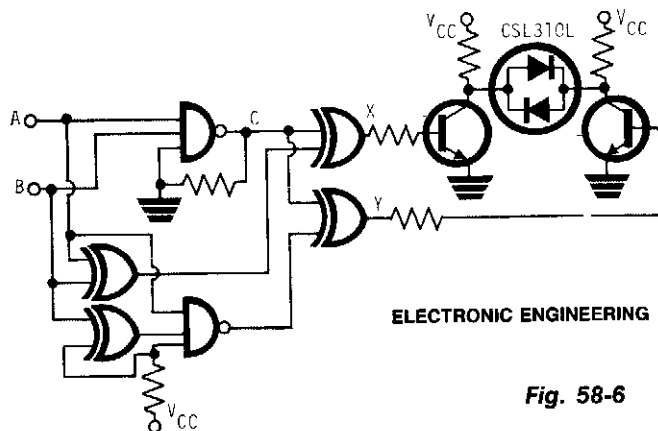 VCC
CSL310L
VCC
A
C
X
B
Y
ELECTRONIC ENGINEERING
Fig. 58-6
VCC